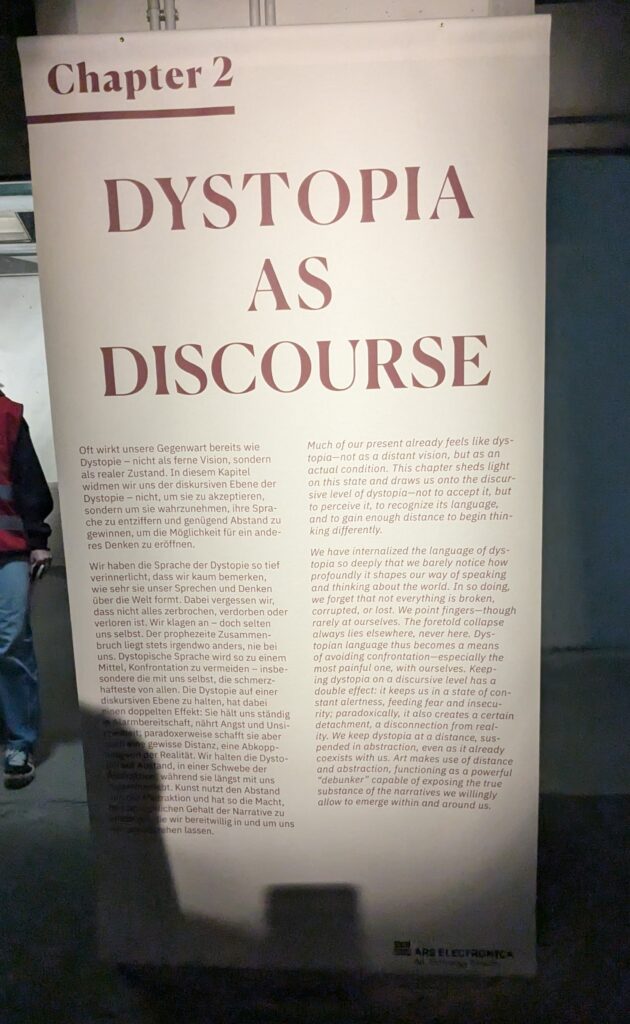 Chapter 2
DYSTOPIA
AS
DISCOURSE
Oft wirkt unsere Gegenwart bereits wie
Dystopie – nicht als ferne Vision, sondern
als realer Zustand. In diesem Kapitel
widmen wir uns der diskursiven Ebene der
Dystopie – nicht, um sie zu akzeptieren,
sondern um sie wahrzunehmen, ihre Spra-
che zu entziffern und genügend Abstand zu
gewinnen, um die Möglichkeit für ein ande-
res Denken zu eröffnen.
Wir haben die Sprache der Dystopie so tief
verinnerlicht, dass wir kaum bemerken,
wie sehr sie unser Sprechen und Denken
über die Welt formt. Dabei vergessen wir,
dass nicht alles zerbrochen, verdorben oder
verloren ist. Wir klagen an – doch selten
uns selbst. Der prophezeite Zusammen-
bruch liegt stets irgendwo anders, nie bei
uns. Dystopische Sprache wird so zu einem
Mittel, Konfrontation zu vermeiden – insbe-
sondere die mit uns selbst, die schmerz-
hafteste von allen. Die Dystopie auf einer
diskursiven Ebene zu halten, hat dabei
einen doppelten Effekt: Sie hält uns ständig
in Alarmbereitschaft, nährt Angst und Unsi-
cherheit; paradoxerweise schafft sie aber
auch eine gewisse Distanz, eine Abkopp-
lung von der Realität. Wir halten die Dysto-
pie auf Abstand, in einer Schwebe der
Abstraktion, während sie längst mit uns
Kunst nutzt den Abstand
und die Abstraktion und hat so die Macht,
Gehalt der Narrative zu
die wir bereitwillig in und um uns
entstehen lassen.
Much of our present already feels like dys-
topia—not as a distant vision, but as an
actual condition. This chapter sheds light
on this state and draws us onto the discur-
sive level of dystopia—not to accept it, but
to perceive it, to recognize its language,
and to gain enough distance to begin thin-
king differently.
We have internalized the language of dys-
topia so deeply that we barely notice how
profoundly it shapes our way of speaking
and thinking about the world. In so doing,
we forget that not everything is broken,
corrupted, or lost. We point fingers—though
rarely at ourselves. The foretold collapse
always lies elsewhere, never here. Dys-
topian language thus becomes a means
of avoiding confrontation—especially the
most painful one, with ourselves. Keep-
ing dystopia on a discursive level has a
double effect: it keeps us in a state of con-
stant alertness, feeding fear and insecu-
rity; paradoxically, it also creates a certain
detachment, a disconnection from real-
ity. We keep dystopia at a distance, sus-
pended in abstraction, even as it already
coexists with us. Art makes use of distance
and abstraction, functioning as a powerful
"debunker" capable of exposing the true
substance of the narratives we willingly
allow to emerge within and around us.
ARS ELECTRONICA